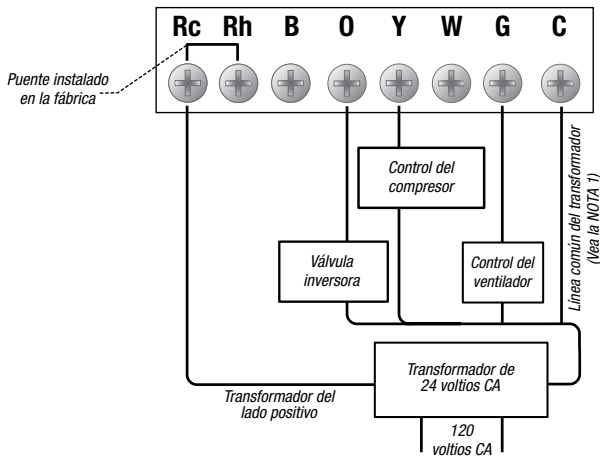 Rc Rh B O Y W G C
Puente instalado
en la fábrica
Control del
compresor
Línea común del transformador
(Vea la NOTA 1)
Válvula
inversora
Control del
ventilador
Transformador de
24 voltios CA
Transformador del
lado positivo
120
voltios CA